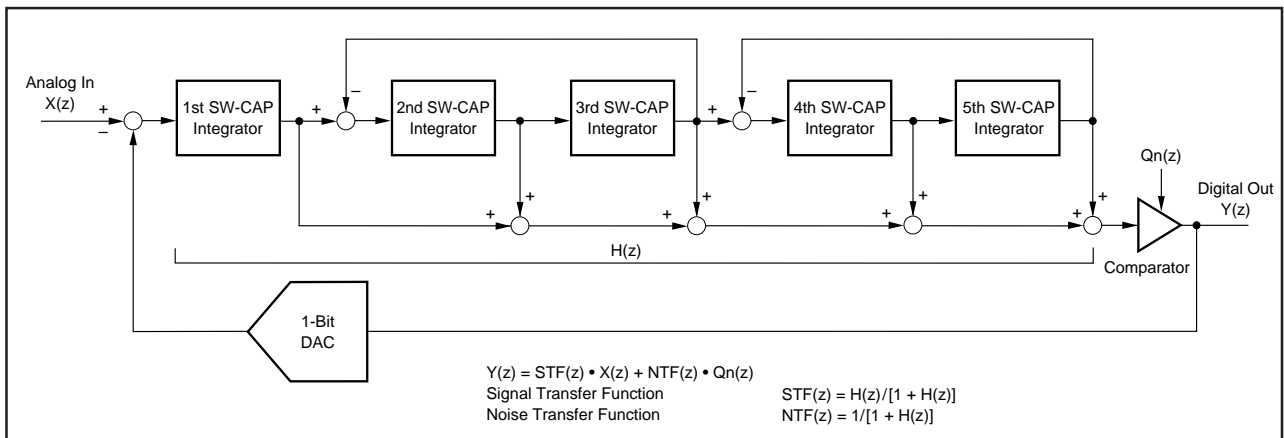 Analog In
X(z)
+
–
1st SW-CAP
Integrator
+
–
2nd SW-CAP
Integrator
3rd SW-CAP
Integrator
+
–
4th SW-CAP
Integrator
5th SW-CAP
Integrator
+
+
+
+
+
+
+
+
Qn(z)
Digital Out
Y(z)
H(z)
Comparator
1-Bit
DAC
Y(z) = STF(z) • X(z) + NTF(z) • Qn(z)
Signal Transfer Function STF(z) = H(z)/[1 + H(z)]
Noise Transfer Function NTF(z) = 1/[1 + H(z)]